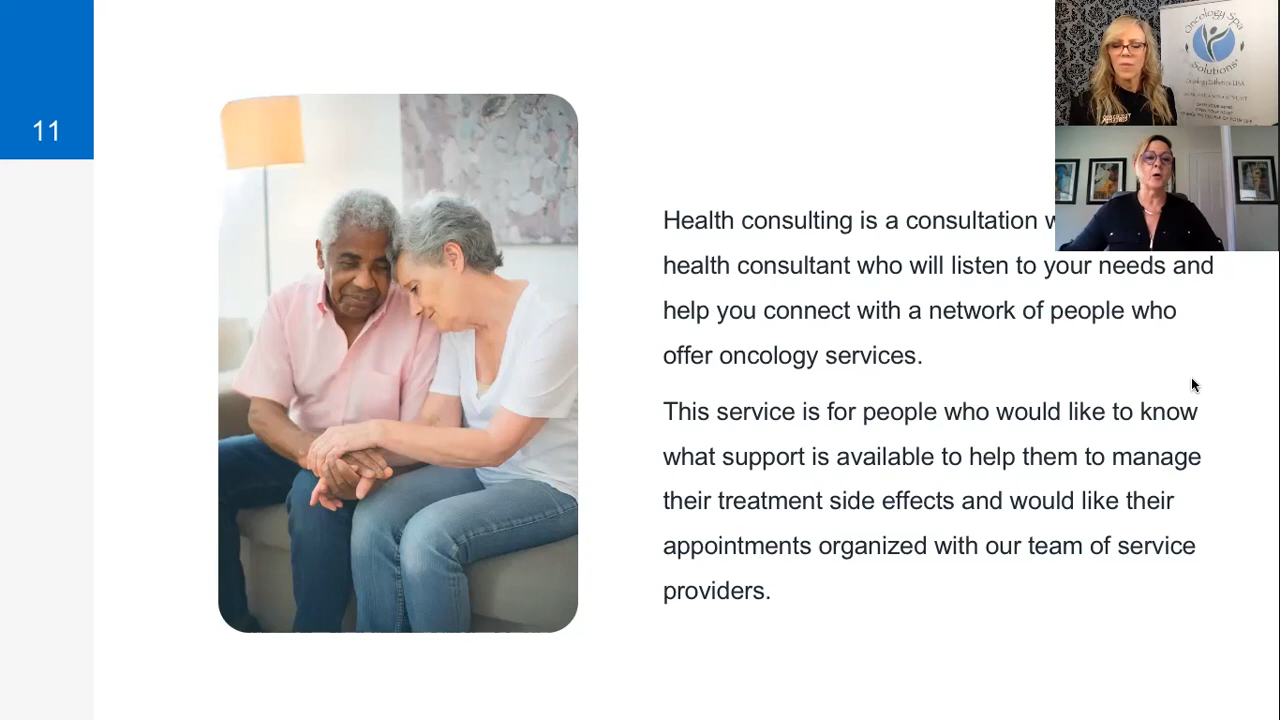 11
Oncology Spa
Solutions
Health consulting is a consultation
health consultant who will listen to your needs and
help you connect with a network of people who
offer oncology services.
This service is for people who would like to know
what support is available to help them to manage
their treatment side effects and would like their
appointments organized with our team of service
providers.